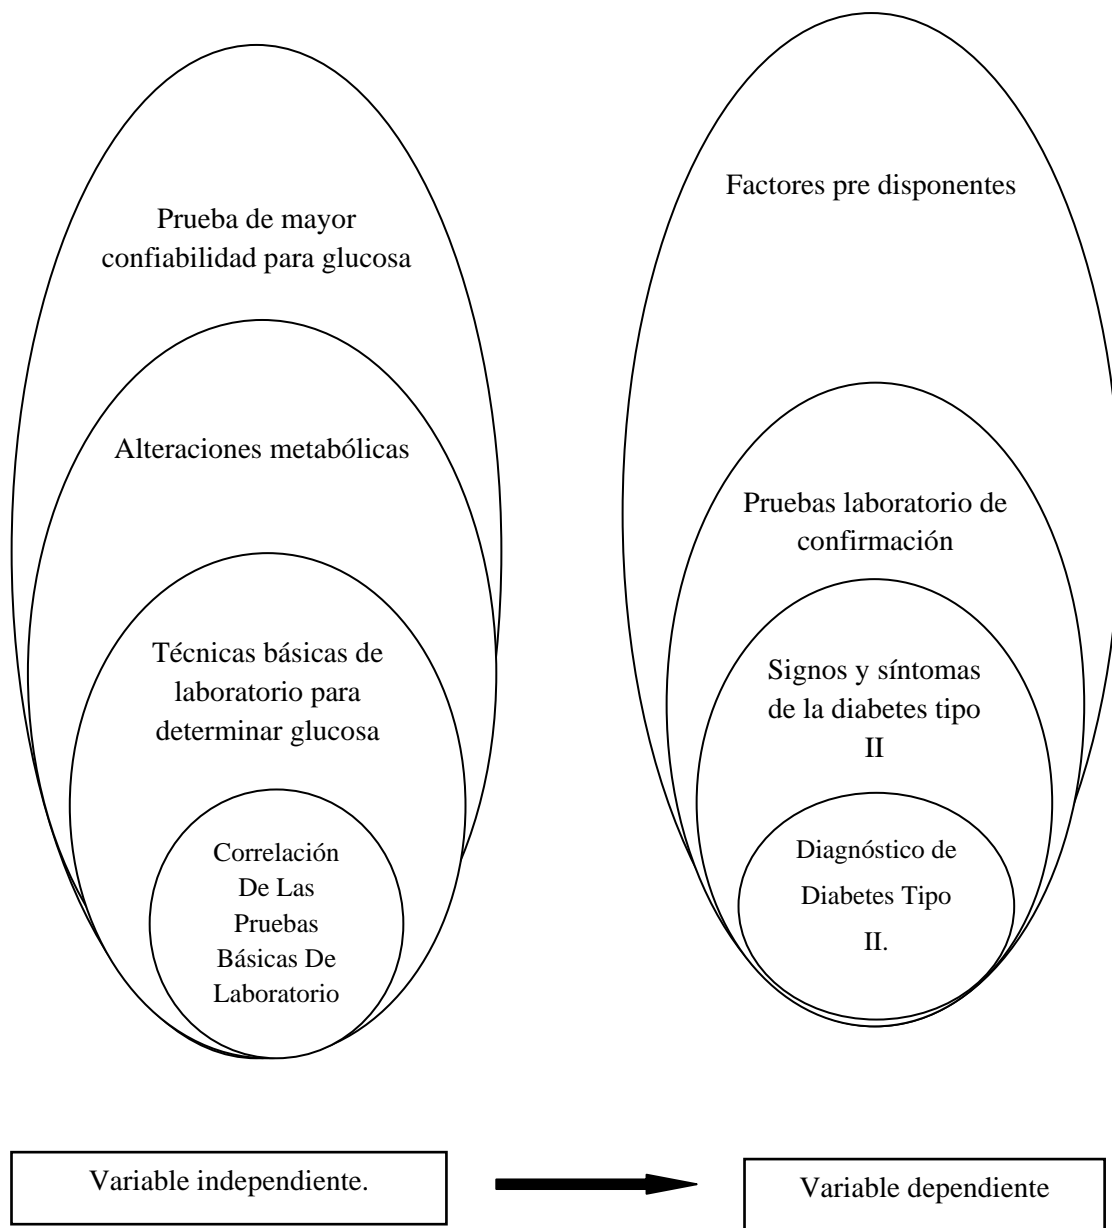 Prueba de mayor
confiabilidad para glucosa
Alteraciones metabólicas
Técnicas básicas de
laboratorio para
determinar glucosa
Correlación
De Las
Pruebas
Básicas De
Laboratorio
Factores pre disponentes
Pruebas laboratorio de
confirmación
Signos y síntomas
de la diabetes tipo
II
Diagnóstico de
Diabetes Tipo
II.
Variable independiente.
Variable dependiente